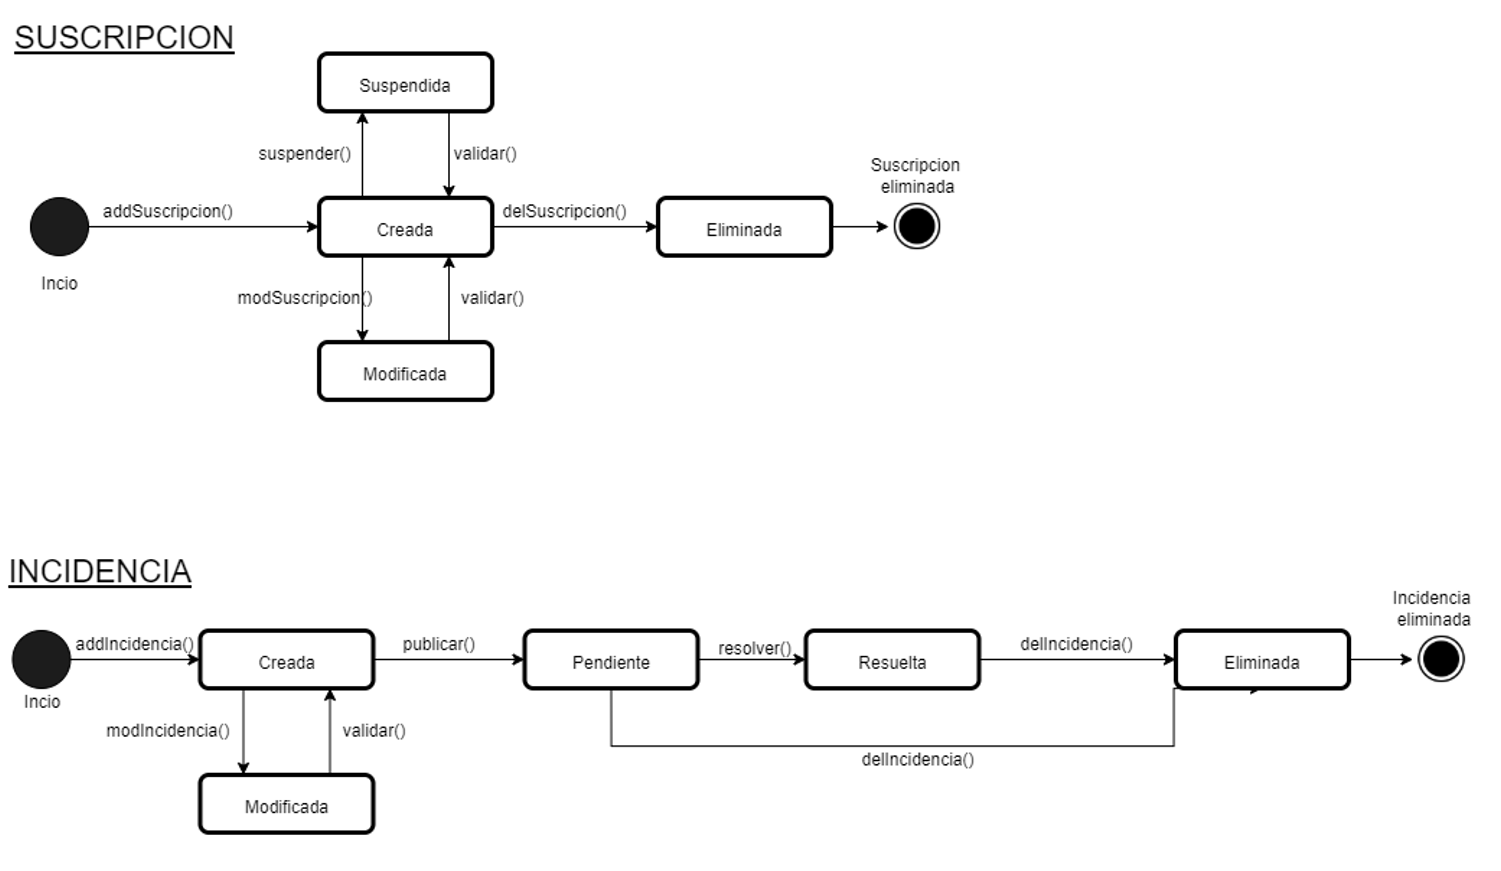 SUSCRIPCION
Suspendida
suspender()
validar()
Suscripcion
eliminada
addSuscripcion()
Creada
delSuscripcion()
Eliminada
Incio
modSuscripcion()
validar()
Modificada
INCIDENCIA
Incidencia
eliminada
addIncidencia()
Creada
publicar()
Pendiente
resolver()
Resuelta
delIncidencia()
Eliminada
Incio
modIncidencia()
validar()
delIncidencia()
Modificada